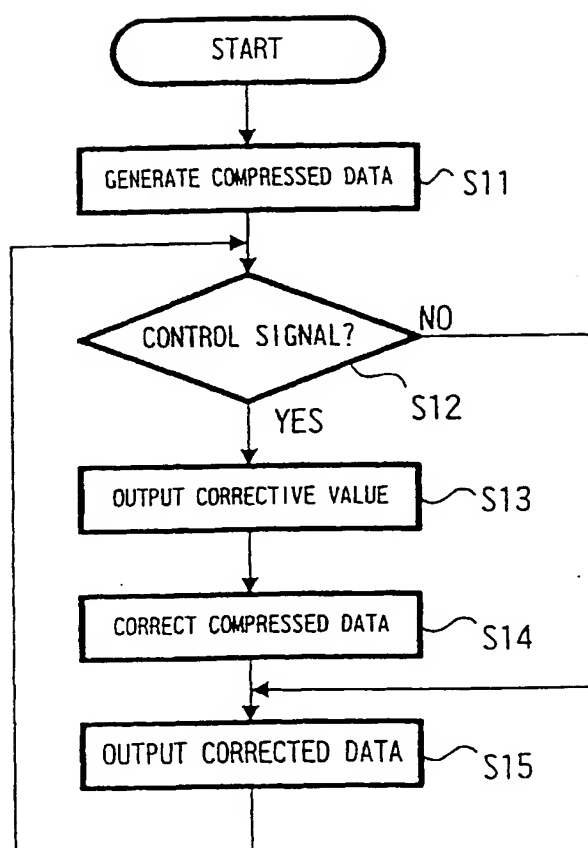 START
GENERATE COMPRESSED DATA
S11
CONTROL SIGNAL?
NO
S12
YES
OUTPUT CORRECTIVE VALUE
S13
CORRECT COMPRESSED DATA
S14
OUTPUT CORRECTED DATA
S15